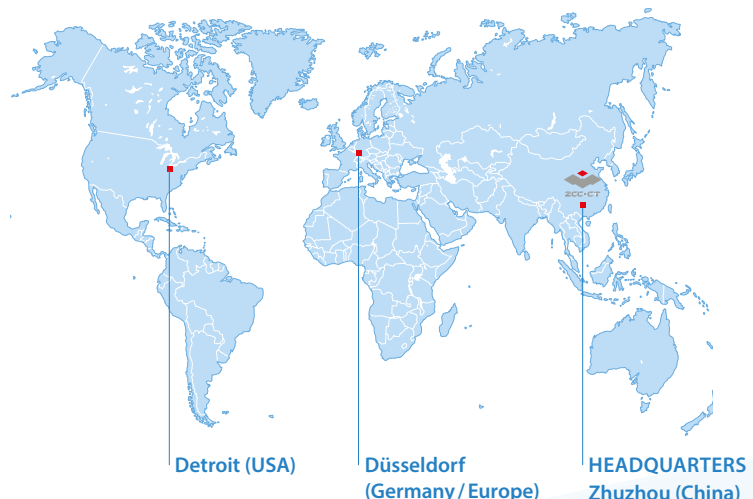 ZCC·CT
Detroit (USA)
Düsseldorf
(Germany / Europe)
HEADQUARTERS
Zhuzhou (China)